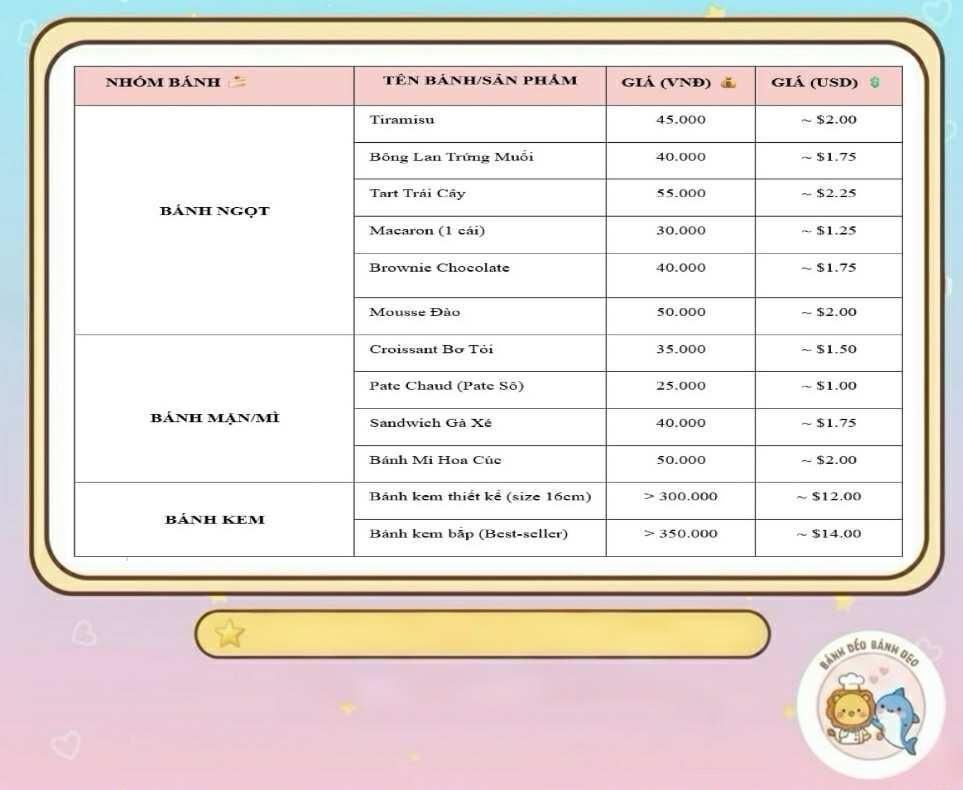 NHÓM BÁNH TÊN BÁNH/SẢN PHẨM GIÁ (VNĐ) GIÁ (USD)
BÁNH NGỌT
Tiramisu 45.000 ~ $2.00
Bông Lan Trứng Muối 40.000 ~ $1.75
Tart Trái Cây 55.000 ~ $2.25
Macaron (1 cái) 30.000 ~ $1.25
Brownie Chocolate 40.000 ~ $1.75
Mousse Đào 50.000 ~ $2.00
BÁNH MẶN/MÌ
Croissant Bơ Tỏi 35.000 ~ $1.50
Pate Chaud (Pate Sô) 25.000 ~ $1.00
Sandwich Gà Xé 40.000 ~ $1.75
Bánh Mì Hoa Cúc 50.000 ~ $2.00
BÁNH KEM
Bánh kem thiết kế (size 16cm) > 300.000 ~ $12.00
Bánh kem bắp (Best-seller) > 350.000 ~ $14.00
BÁNH DẺO BÁNH DẸO